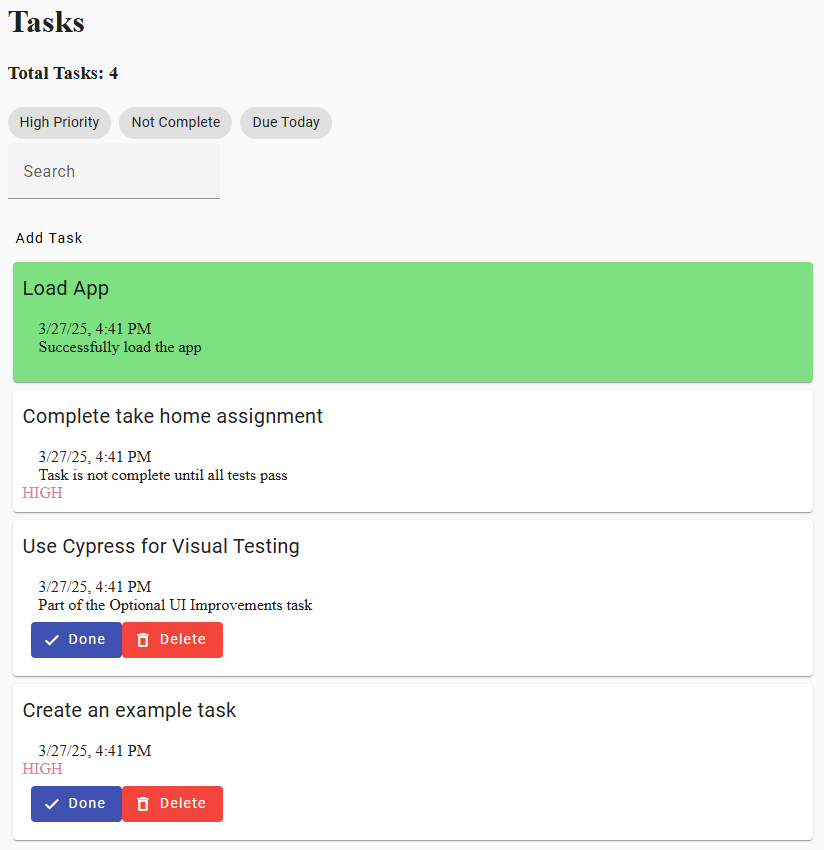 Tasks
Total Tasks: 4
High Priority Not Complete Due Today
Search
Add Task
Load App
3/27/25, 4:41 PM
Successfully load the app
Complete take home assignment
3/27/25, 4:41 PM
Task is not complete until all tests pass
HIGH
Use Cypress for Visual Testing
3/27/25, 4:41 PM
Part of the Optional UI Improvements task
Done Delete
Create an example task
3/27/25, 4:41 PM
HIGH
Done Delete